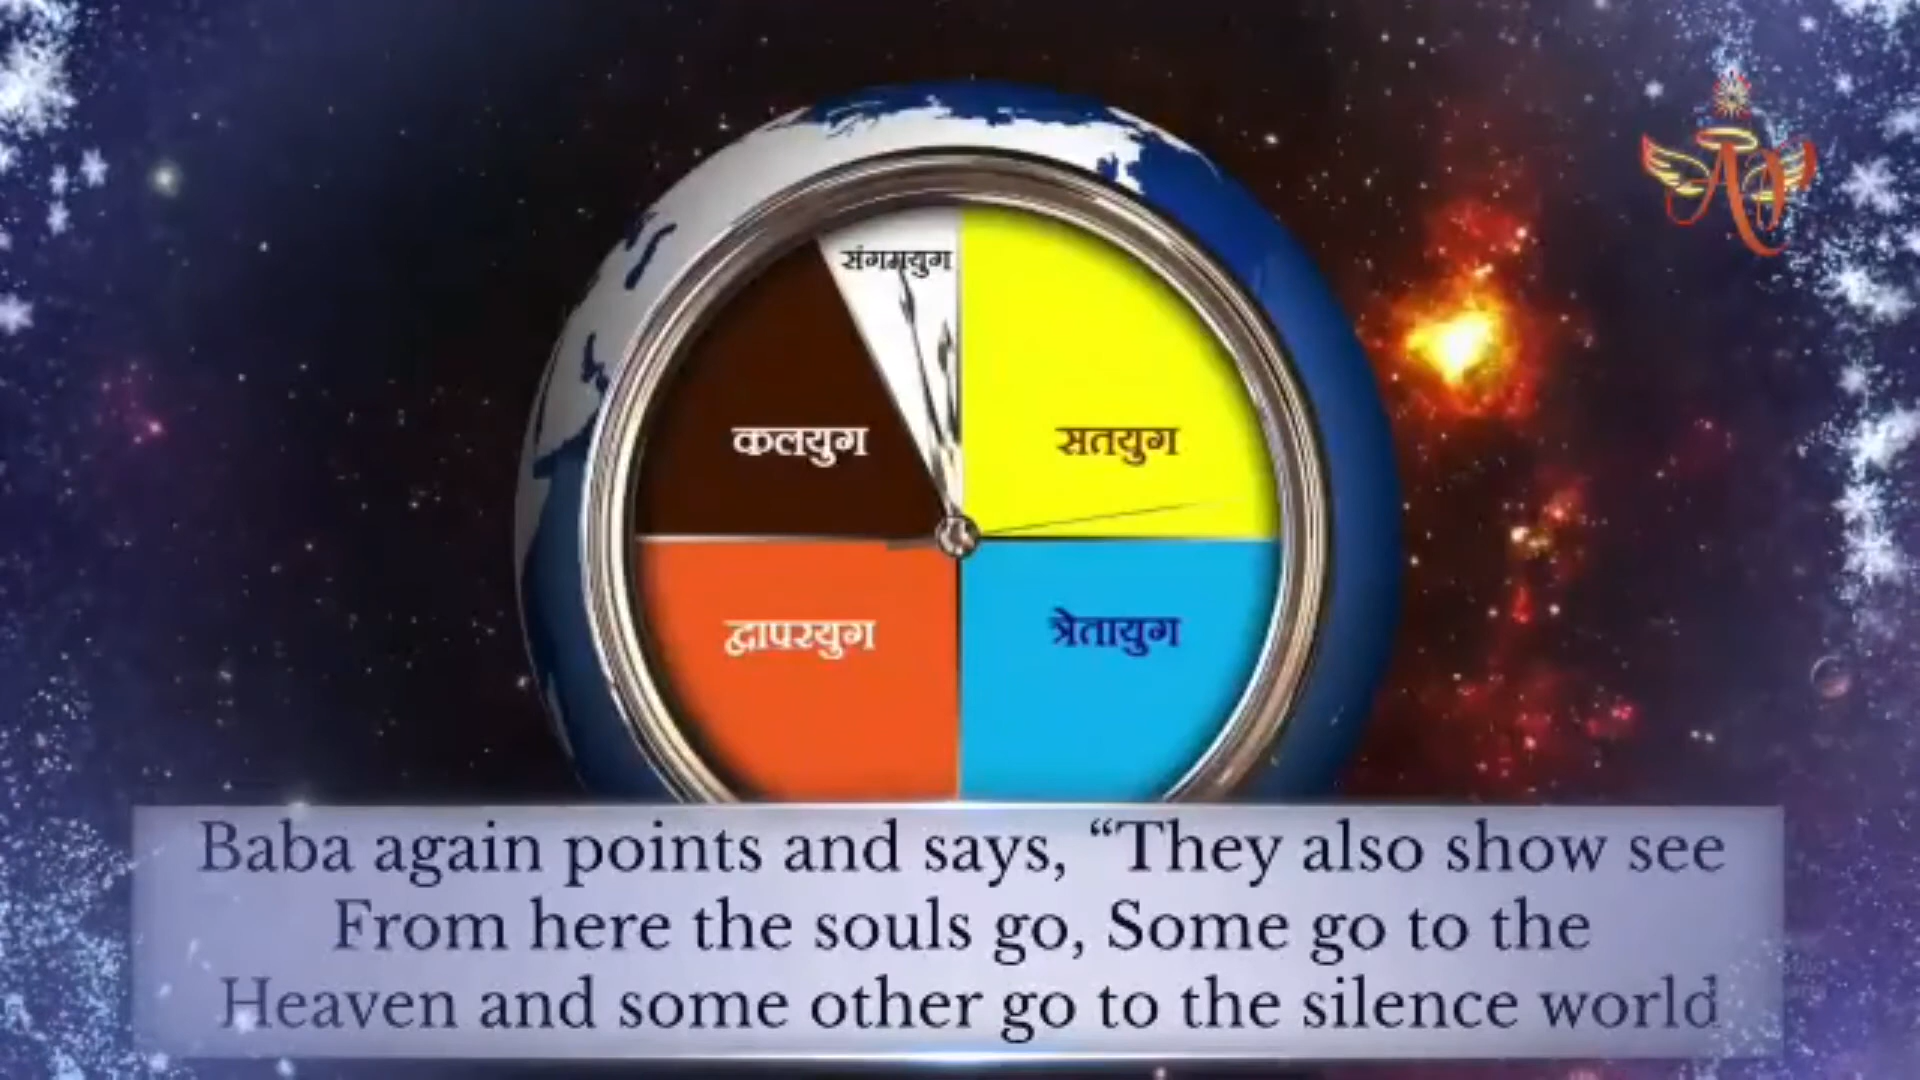 संगमयुग
कलयुग
सतयुग
द्वापरयुग
त्रेतायुग
Baba again points and says, “They also show see
From here the souls go, Some go to the
Heaven and some other go to the silence world